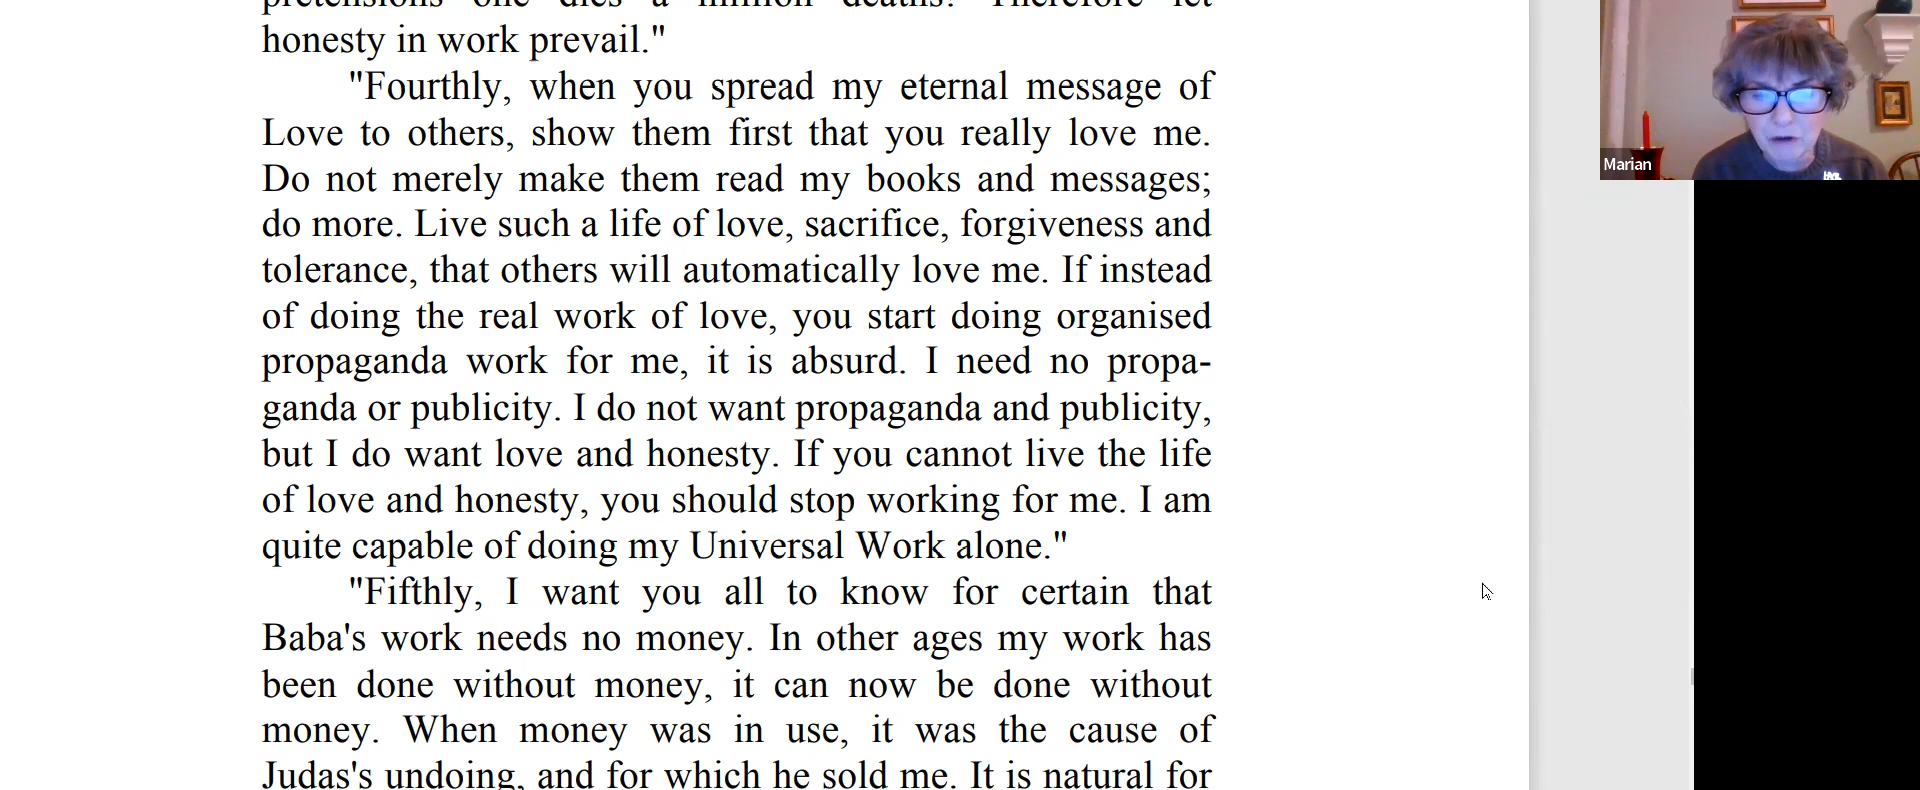 pretensions one dies a million deaths. Therefore let
honesty in work prevail."
"Fourthly, when you spread my eternal message of
Love to others, show them first that you really love me.
Do not merely make them read my books and messages;
do more. Live such a life of love, sacrifice, forgiveness and
tolerance, that others will automatically love me. If instead
of doing the real work of love, you start doing organised
propaganda work for me, it is absurd. I need no propa-
ganda or publicity. I do not want propaganda and publicity,
but I do want love and honesty. If you cannot live the life
of love and honesty, you should stop working for me. I am
quite capable of doing my Universal Work alone."
"Fifthly, I want you all to know for certain that
Baba's work needs no money. In other ages my work has
been done without money, it can now be done without
money. When money was in use, it was the cause of
Judas's undoing, and for which he sold me. It is natural for
Marian